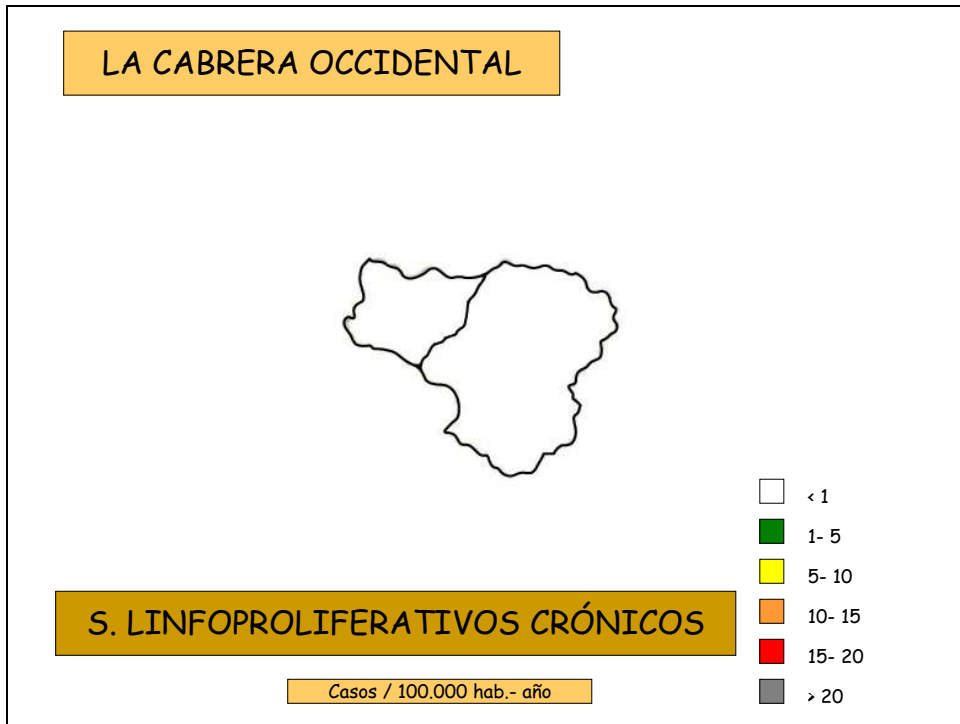 LA CABRERA OCCIDENTAL
< 1
1- 5
5- 10
10- 15
15- 20
> 20
S. LINFOPROLIFERATIVOS CRÓNICOS
Casos / 100.000 hab.- año